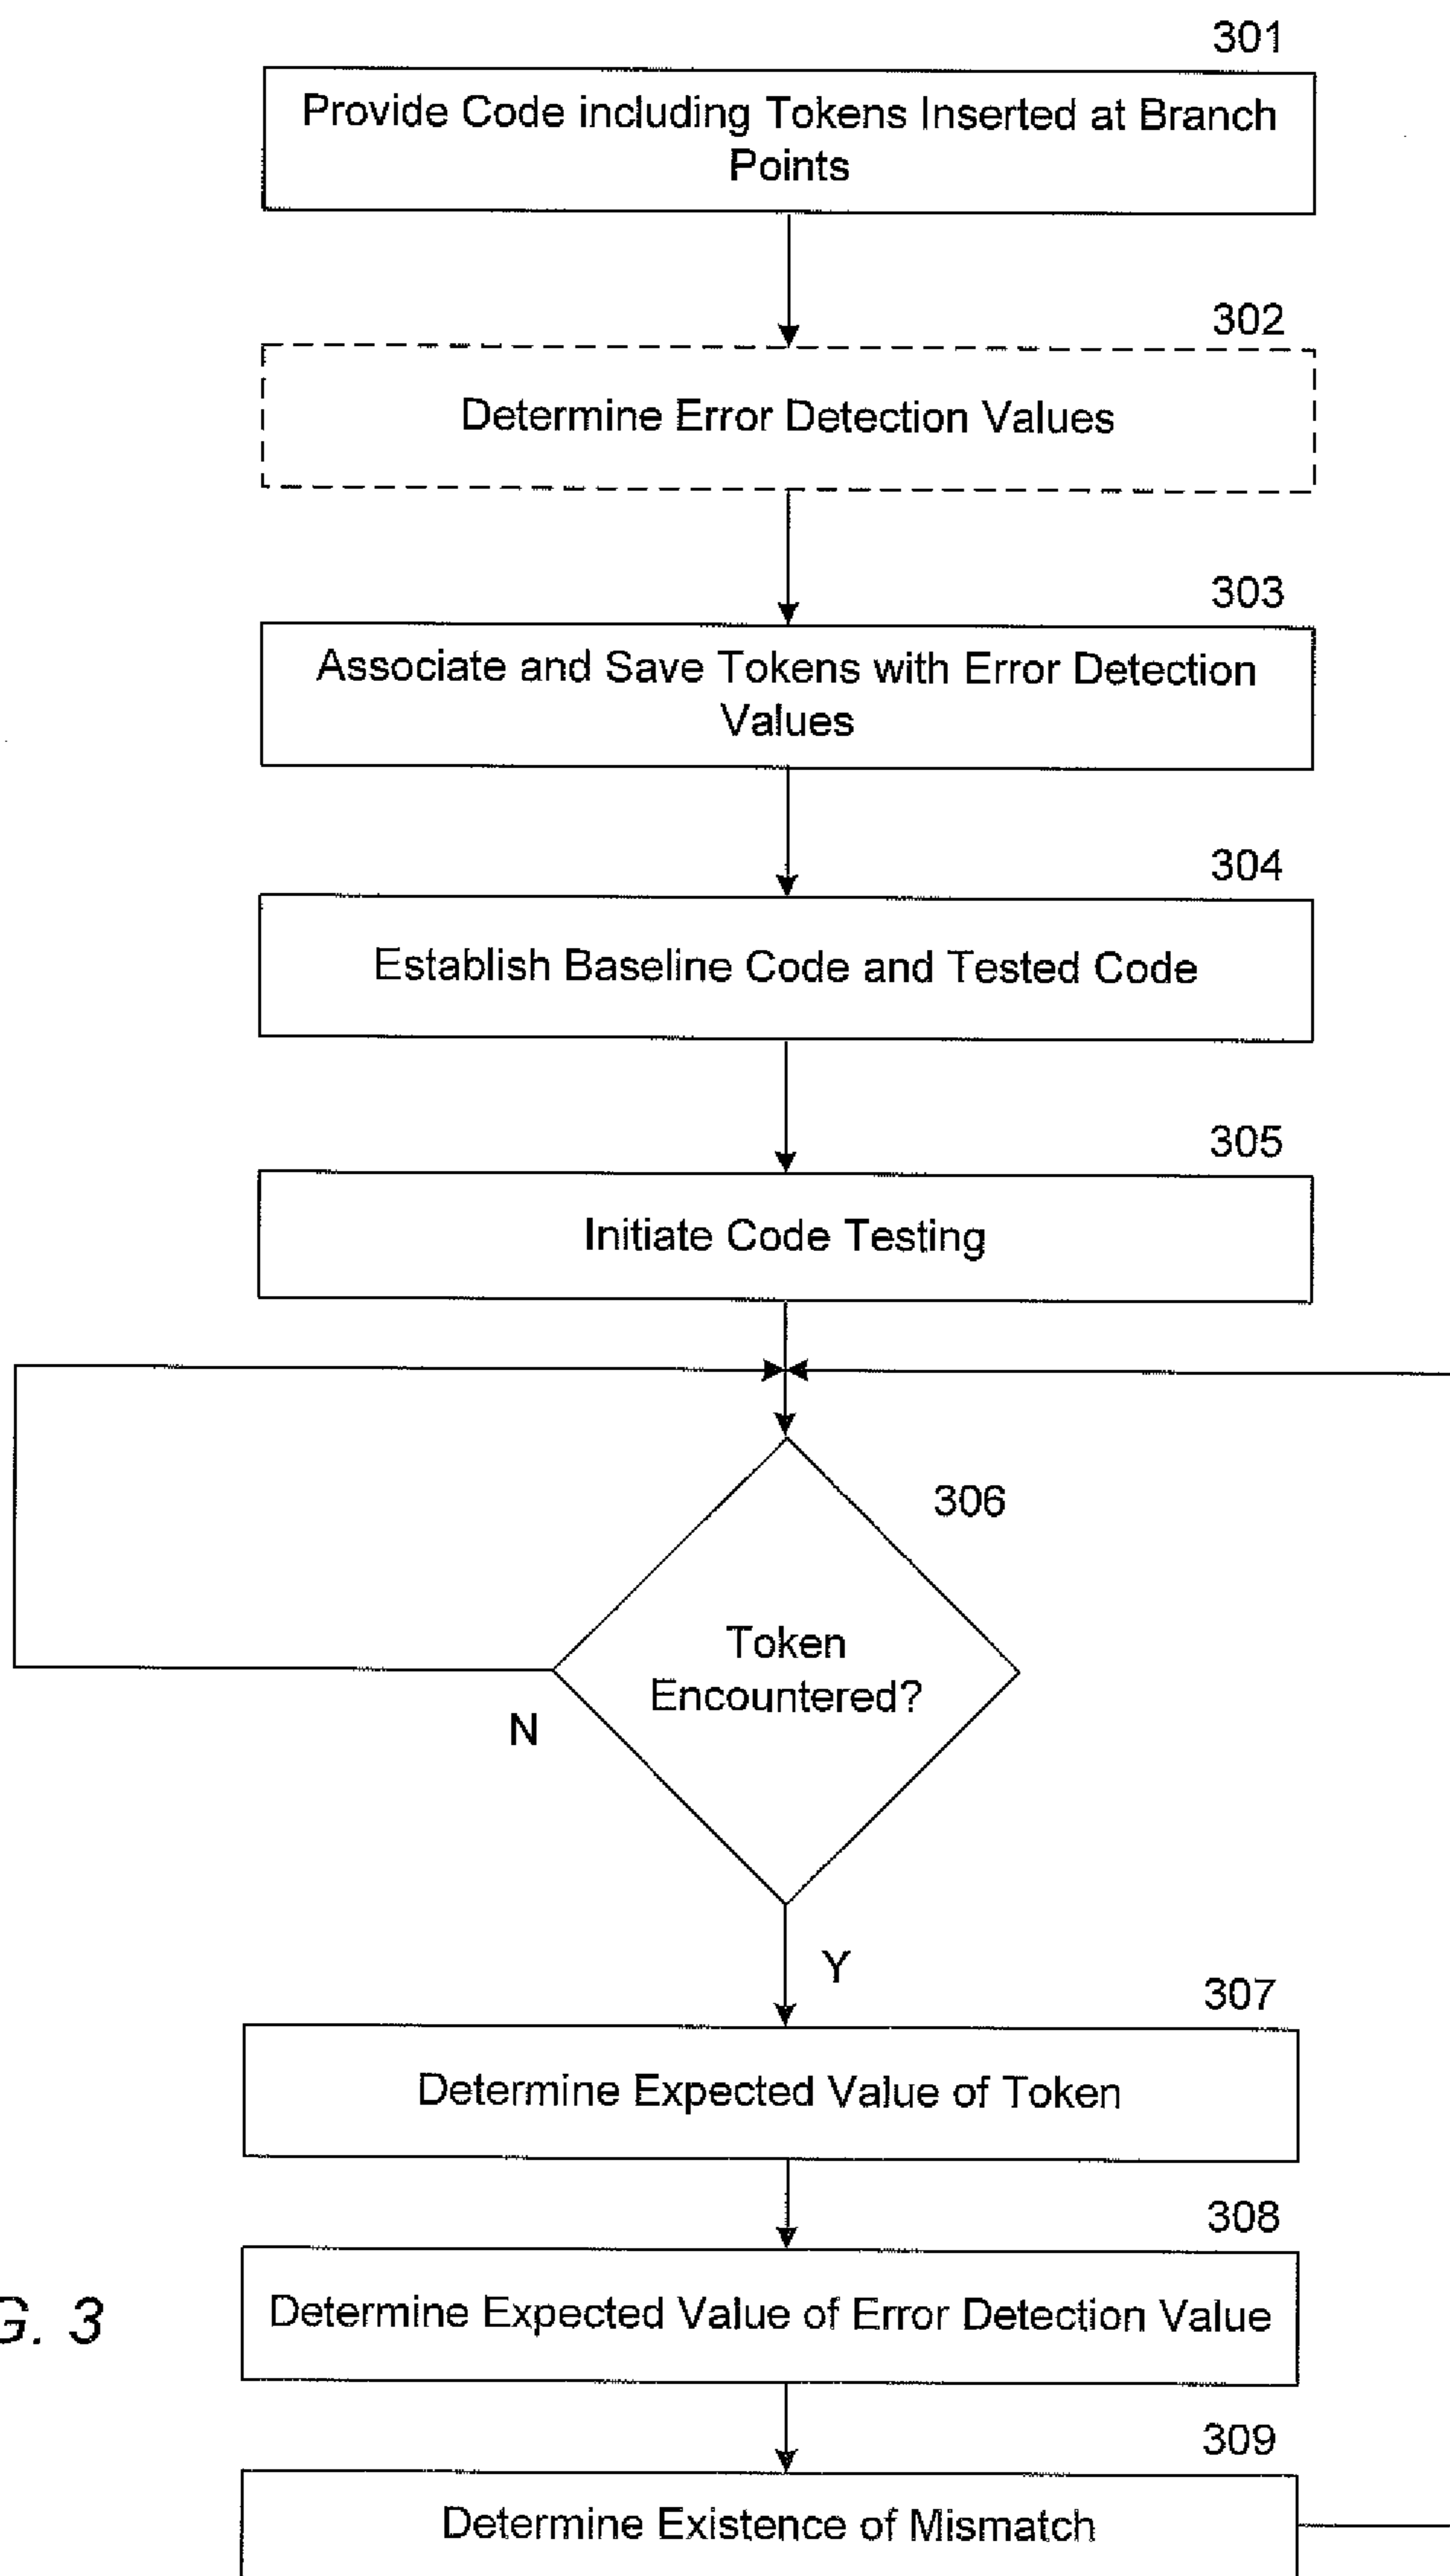 301
Provide Code including Tokens Inserted at Branch
Points
302
Determine Error Detection Values
303
Associate and Save Tokens with Error Detection
Values
304
Establish Baseline Code and Tested Code
305
Initiate Code Testing
306
Token
Encountered?
N
Y
307
Determine Expected Value of Token
308
Determine Expected Value of Error Detection Value
G. 3
309
Determine Existence of Mismatch